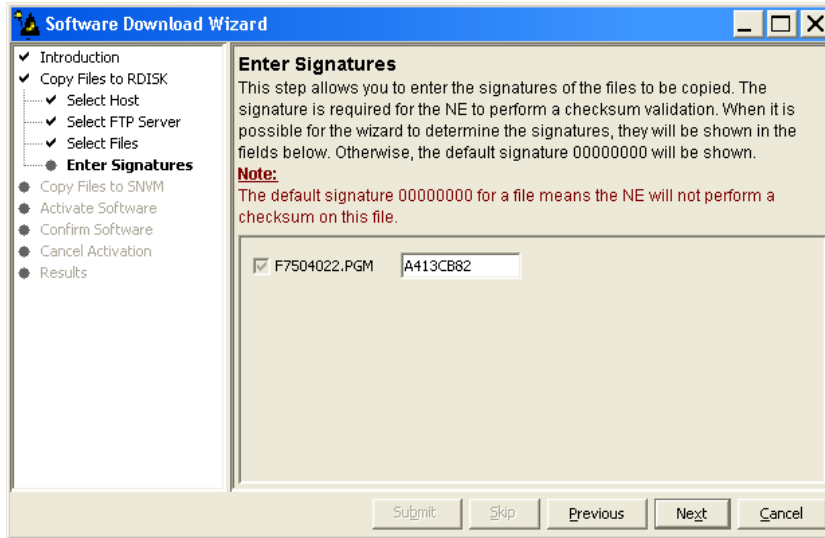 Software Download Wizard
Introduction
Copy Files to RDISK
Select Host
Select FTP Server
Select Files
Enter Signatures
Copy Files to SNVM
Activate Software
Confirm Software
Cancel Activation
Results
Enter Signatures
This step allows you to enter the signatures of the files to be copied. The
signature is required for the NE to perform a checksum validation. When it is
possible for the wizard to determine the signatures, they will be shown in the
fields below. Otherwise, the default signature 00000000 will be shown.
Note:
The default signature 00000000 for a file means the NE will not perform a
checksum on this file.
F7504022.PGM A413CB82
Submit Skip Previous Next Cancel